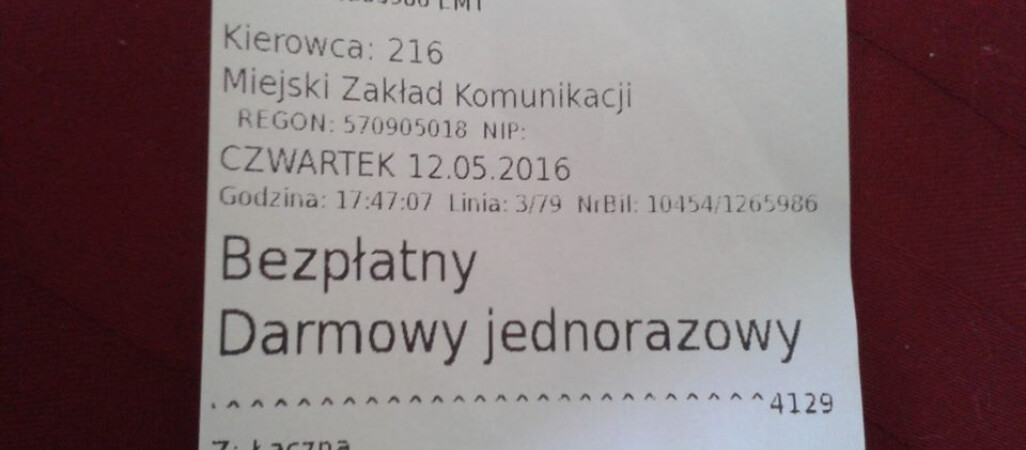 Kierowca: 216
Miejski Zakład Komunikacji
REGON: 570905018 NIP:
CZWARTEK 12.05.2016
Godzina: 17:47:07 Linia: 3/79 NrBil: 10454/1265986
Bezpłatny
Darmowy jednorazowy
4129
Z: Łączna